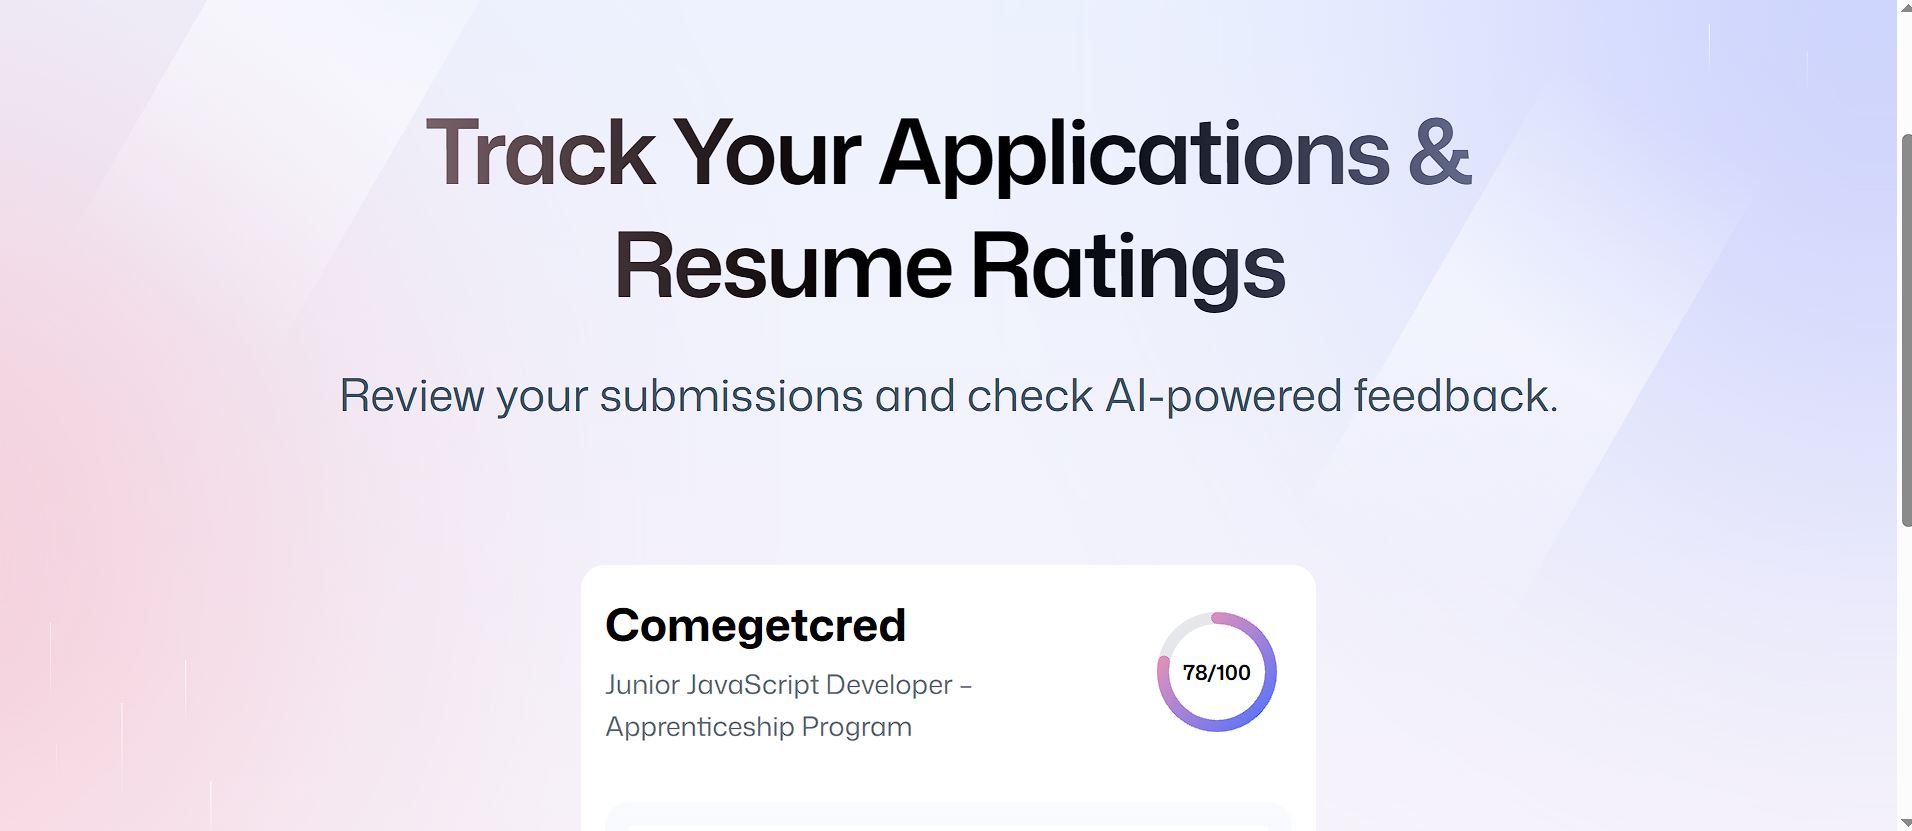 Track Your Applications &
Resume Ratings
Review your submissions and check AI-powered feedback.
Comegetcred
Junior JavaScript Developer –
Apprenticeship Program
78/100